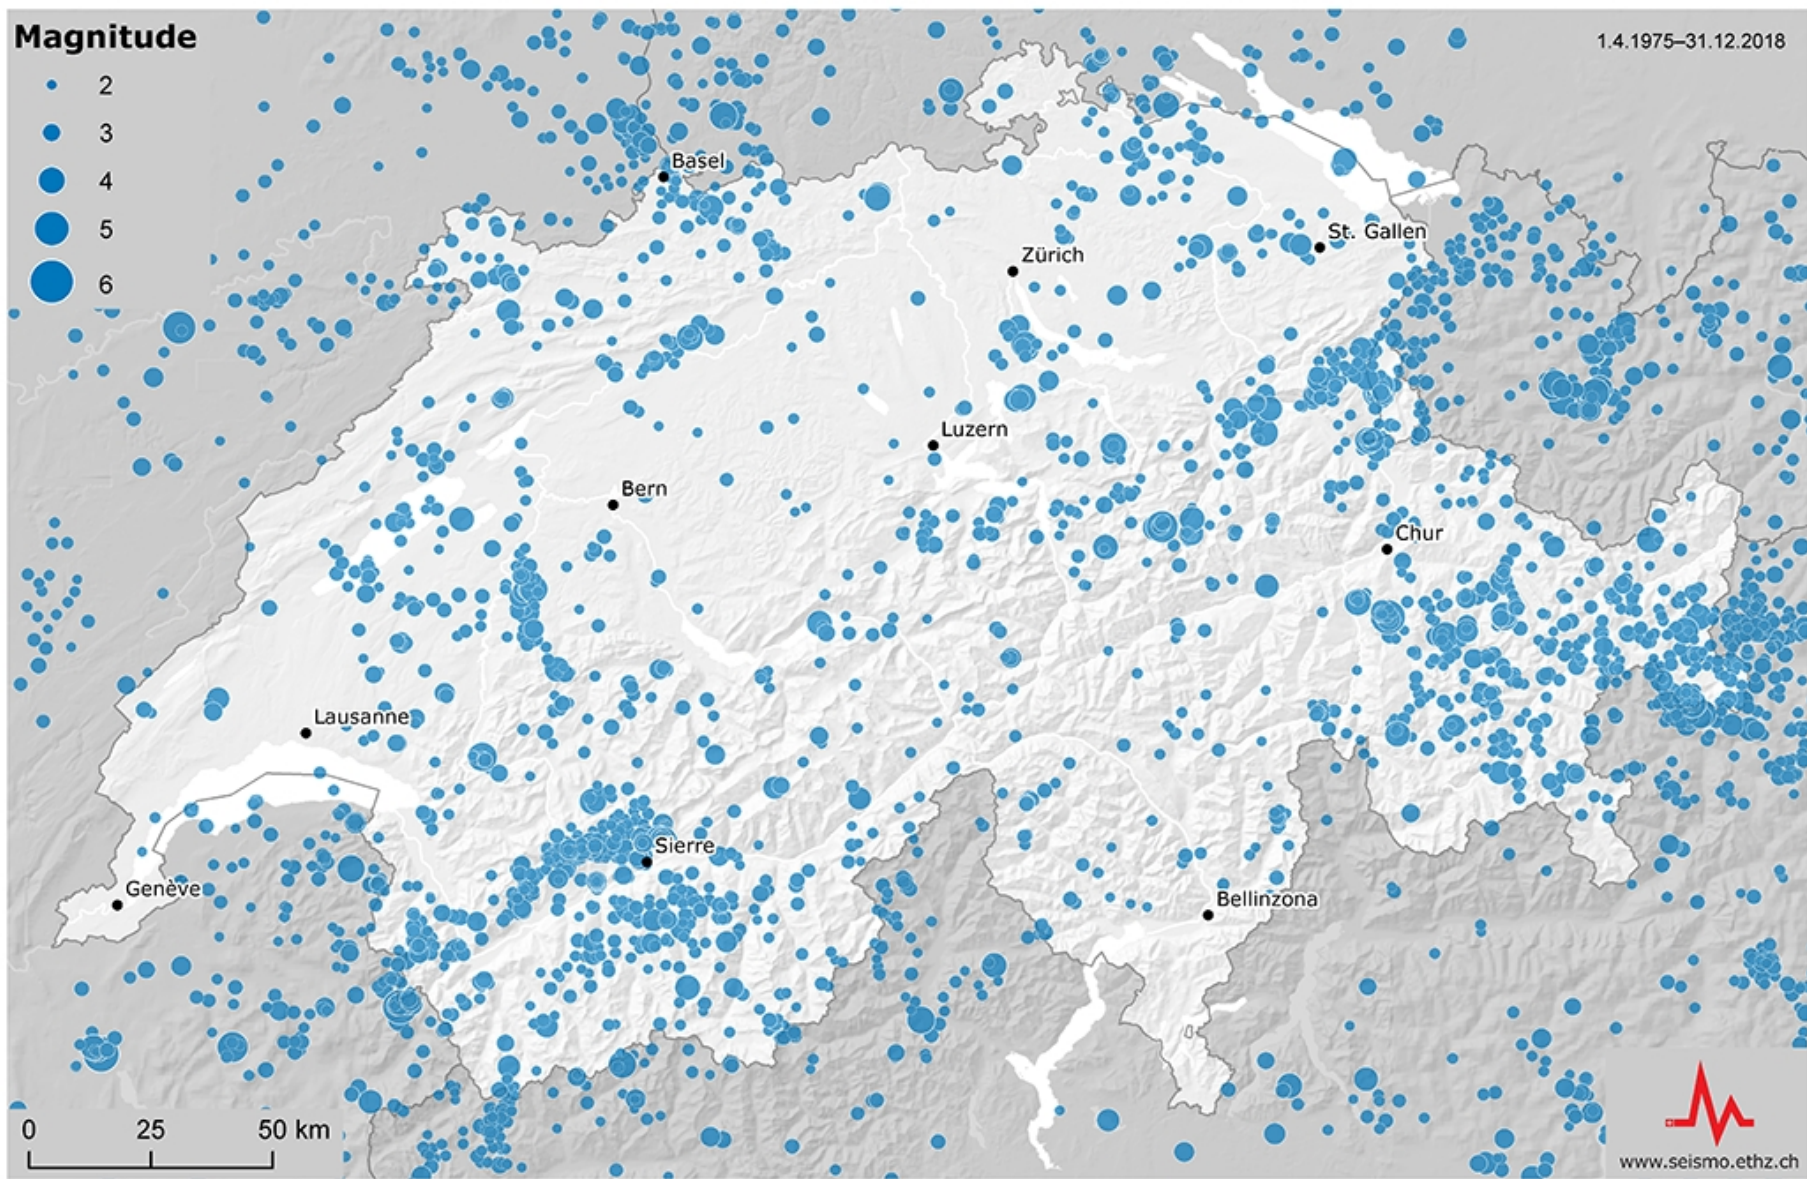 Magnitude
1.4.1975–31.12.2018
2
3
4
5
6
Basel
St. Gallen
Zürich
Luzern
Bern
Chur
Lausanne
Sierre
Genève
Bellinzona
0 25 50 km
www.seismo.ethz.ch